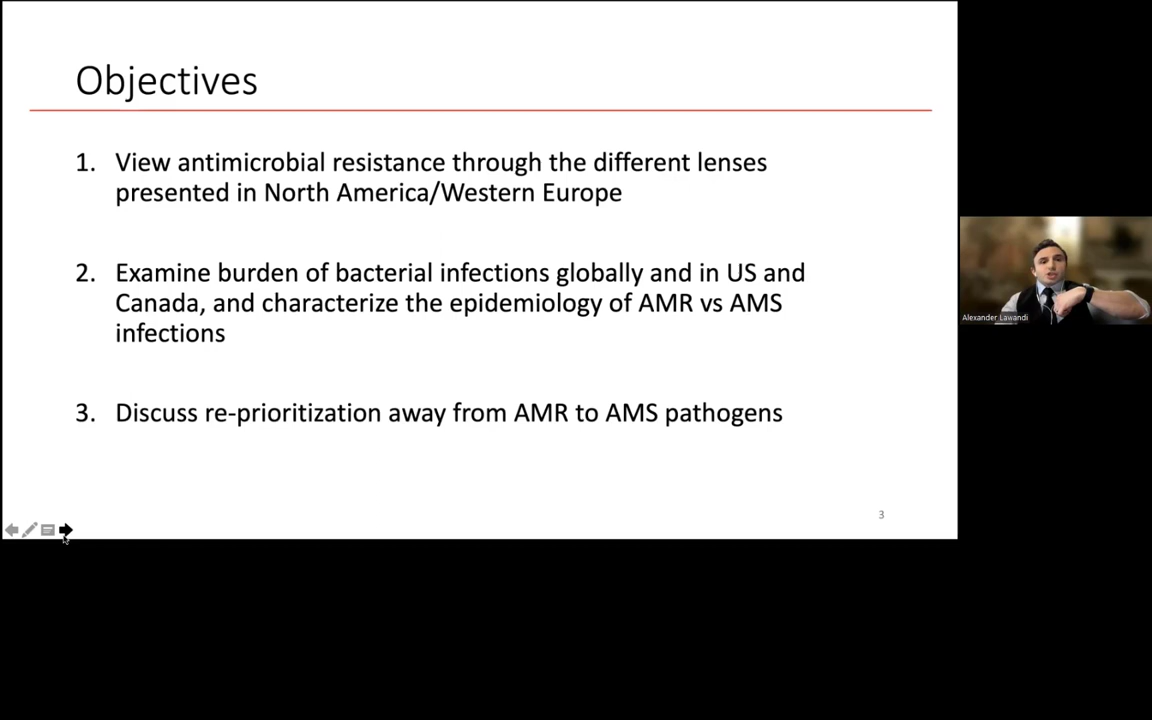 Objectives
1. View antimicrobial resistance through the different lenses
presented in North America/Western Europe
2. Examine burden of bacterial infections globally and in US and
Canada, and characterize the epidemiology of AMR vs AMS
infections
3. Discuss re-prioritization away from AMR to AMS pathogens
3
Alexander Lawandi